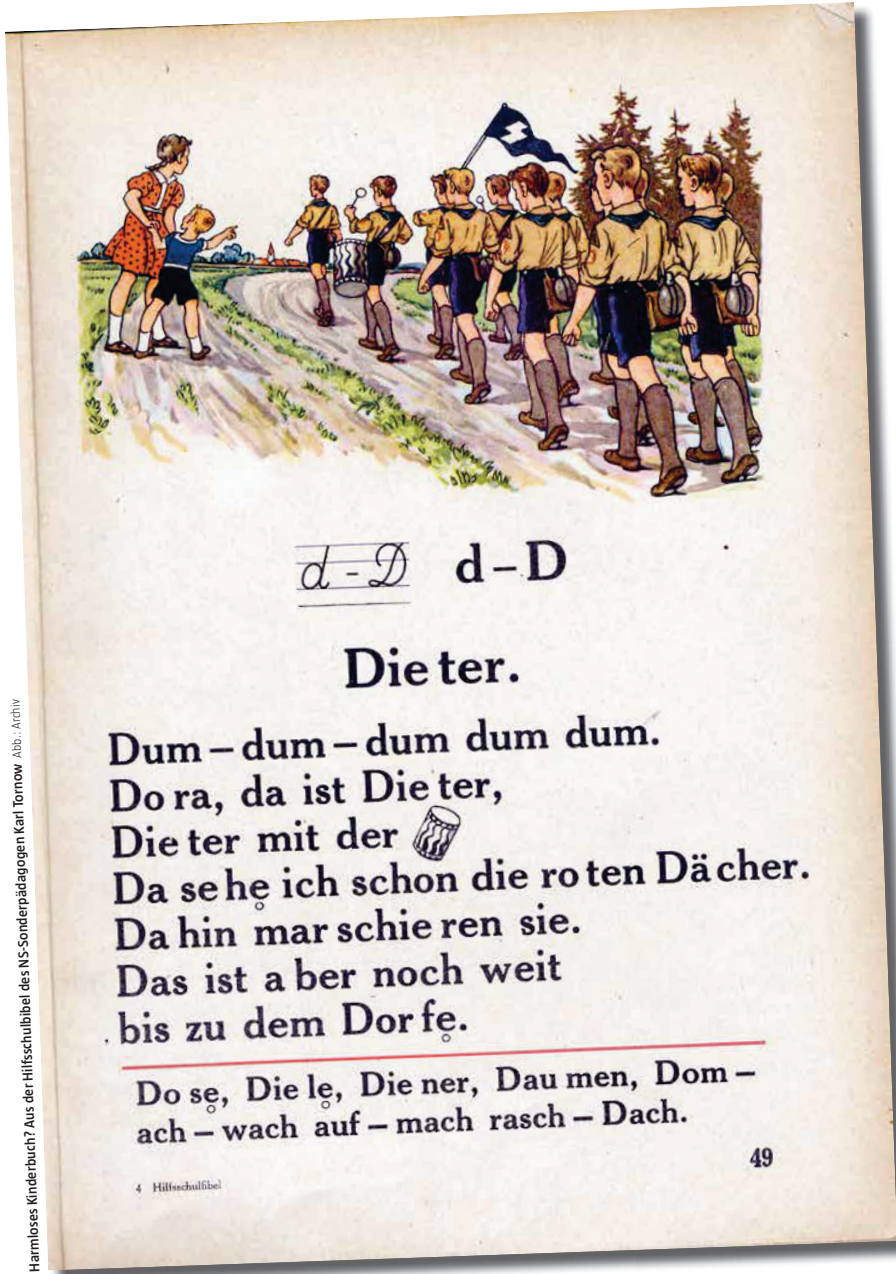 d - D d – D
Die ter.
Dum – dum – dum dum dum.
Do ra, da ist Die ter,
Die ter mit der
Da se he ich schon die ro ten Dä cher.
Da hin mar schie ren sie.
Das ist a ber noch weit
bis zu dem Dor fe.
Do se, Die le, Die ner, Dau men, Dom –
ach – wach auf – mach rasch – Dach.
49
4 Hilfsschulfibel
Harmloses Kinderbuch? Aus der Hilfsschulbibel des NS-Sonderpädagogen Karl Tornow Abb.: Archiv